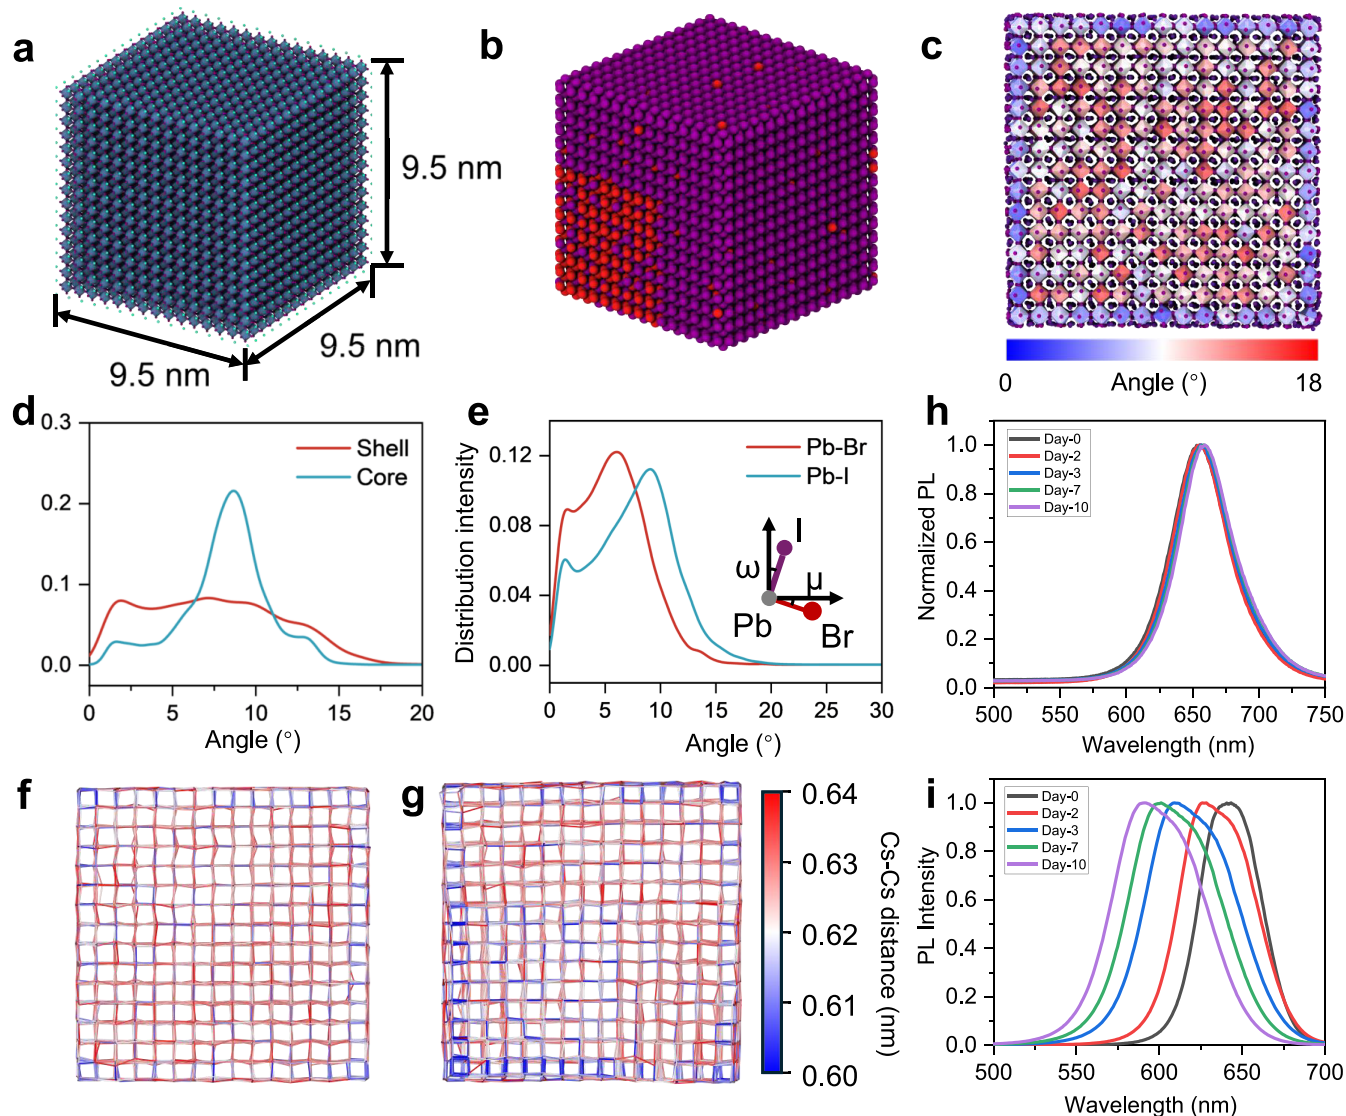 a
9.5 nm
9.5 nm
9.5 nm
b
c
0
Angle (°)
18
d
0.3
0.2
0.1
0.0
Shell
Core
0
5
10
15
20
Angle (°)
e
Distribution intensity
0.12
0.08
0.04
0.00
Pb-Br
Pb-I
I
ω
μ
Pb
Br
0
5
10
15
20
25
30
Angle (°)
h
Normalized PL
1.0
0.8
0.6
0.4
0.2
0.0
Day-0
Day-2
Day-3
Day-7
Day-10
500
550
600
650
700
750
Wavelength (nm)
f
g
0.64
0.63
0.62
0.61
0.60
Cs-Cs distance (nm)
i
PL Intensity
1.0
0.8
0.6
0.4
0.2
0.0
Day-0
Day-2
Day-3
Day-7
Day-10
500
550
600
650
700
Wavelength (nm)